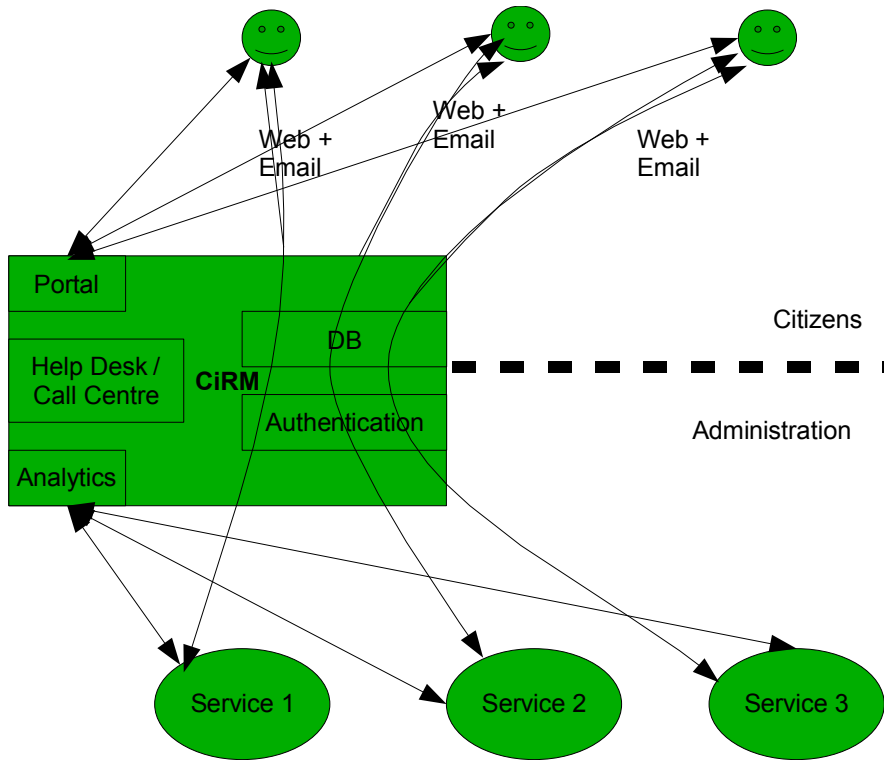 Web +
Email
Web +
Email
Web +
Email
Portal
Citizens
DB
Help Desk /
Call Centre
CiRM
Authentication
Administration
Analytics
Service 1
Service 2
Service 3